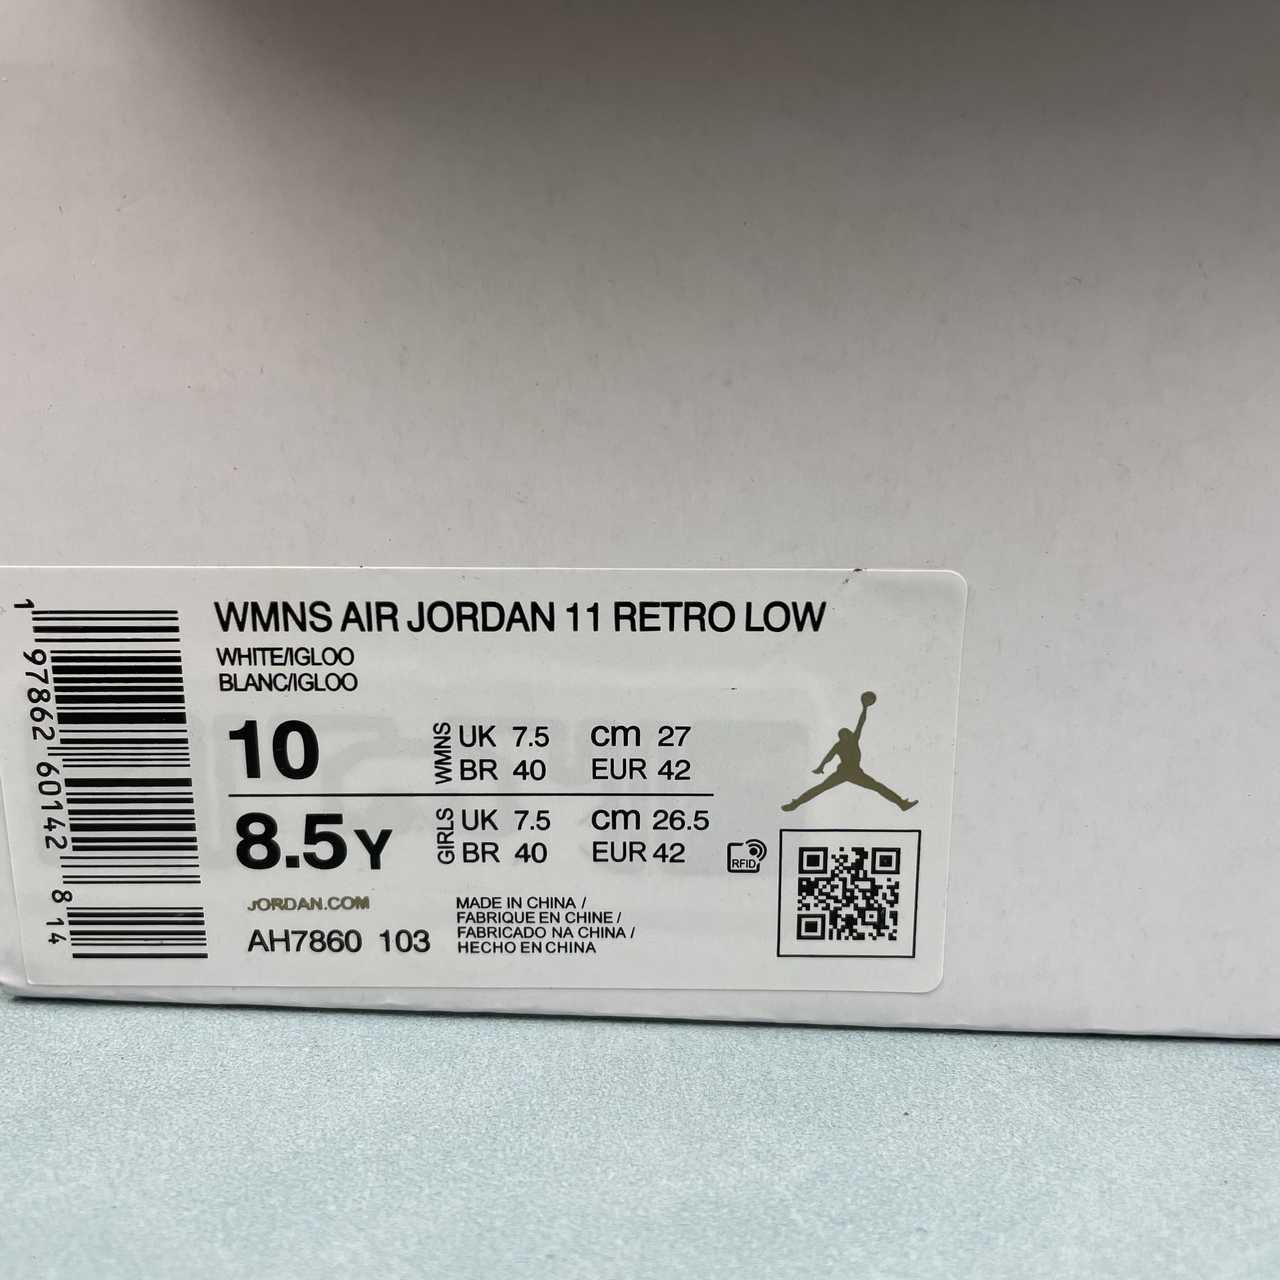 WMNS AIR JORDAN 11 RETRO LOW
WHITE/IGLOO
BLANC/IGLOO
10
WMNS
UK 7.5 cm 27
BR 40 EUR 42
8.5Y
GIRLS
UK 7.5 cm 26.5
BR 40 EUR 42
RFID
JORDAN.COM
AH7860 103
MADE IN CHINA /
FABRIQUE EN CHINE /
FABRICADO NA CHINA /
HECHO EN CHINA
1 97862 60142 8 14